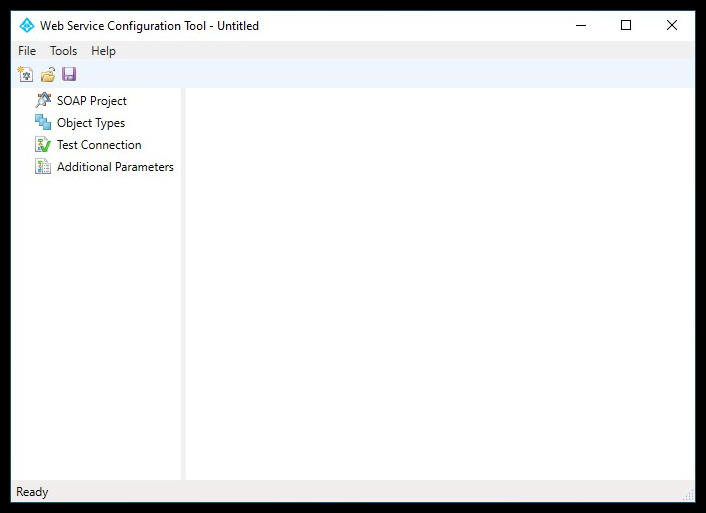 Web Service Configuration Tool - Untitled
File Tools Help
SOAP Project
Object Types
Test Connection
Additional Parameters
Ready